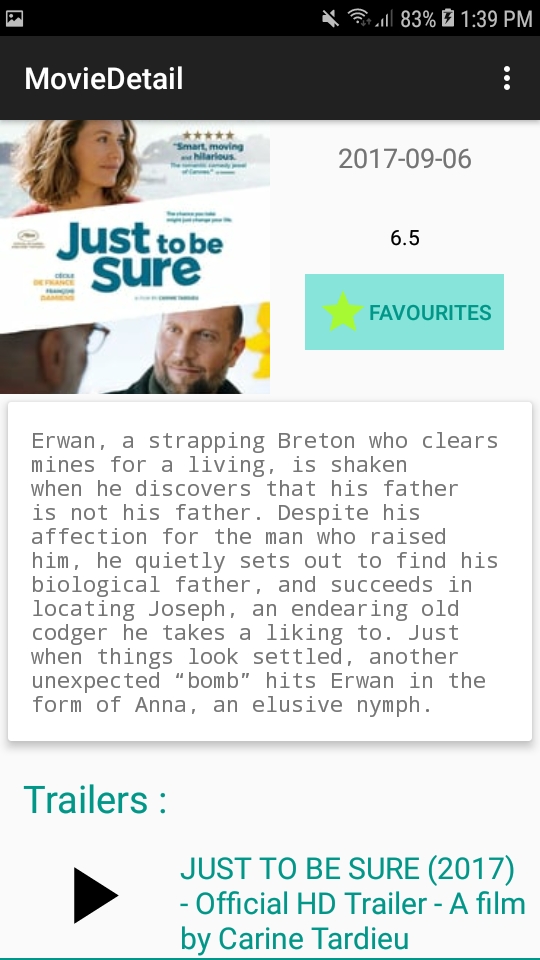 83% 1:39 PM
MovieDetail
"Smart, moving
and hilarious.
The romantic comedy jewel
of Cannes."
The chance you take
might just change your life.
Just to be
sure
CÉCILE
DE FRANCE
FRANÇOIS
DAMIENS
A FILM BY CARINE TARDIEU
2017-09-06
6.5
FAVOURITES
Erwan, a strapping Breton who clears
mines for a living, is shaken
when he discovers that his father
is not his father. Despite his
affection for the man who raised
him, he quietly sets out to find his
biological father, and succeeds in
locating Joseph, an endearing old
codger he takes a liking to. Just
when things look settled, another
unexpected “bomb” hits Erwan in the
form of Anna, an elusive nymph.
Trailers :
JUST TO BE SURE (2017)
- Official HD Trailer - A film
by Carine Tardieu